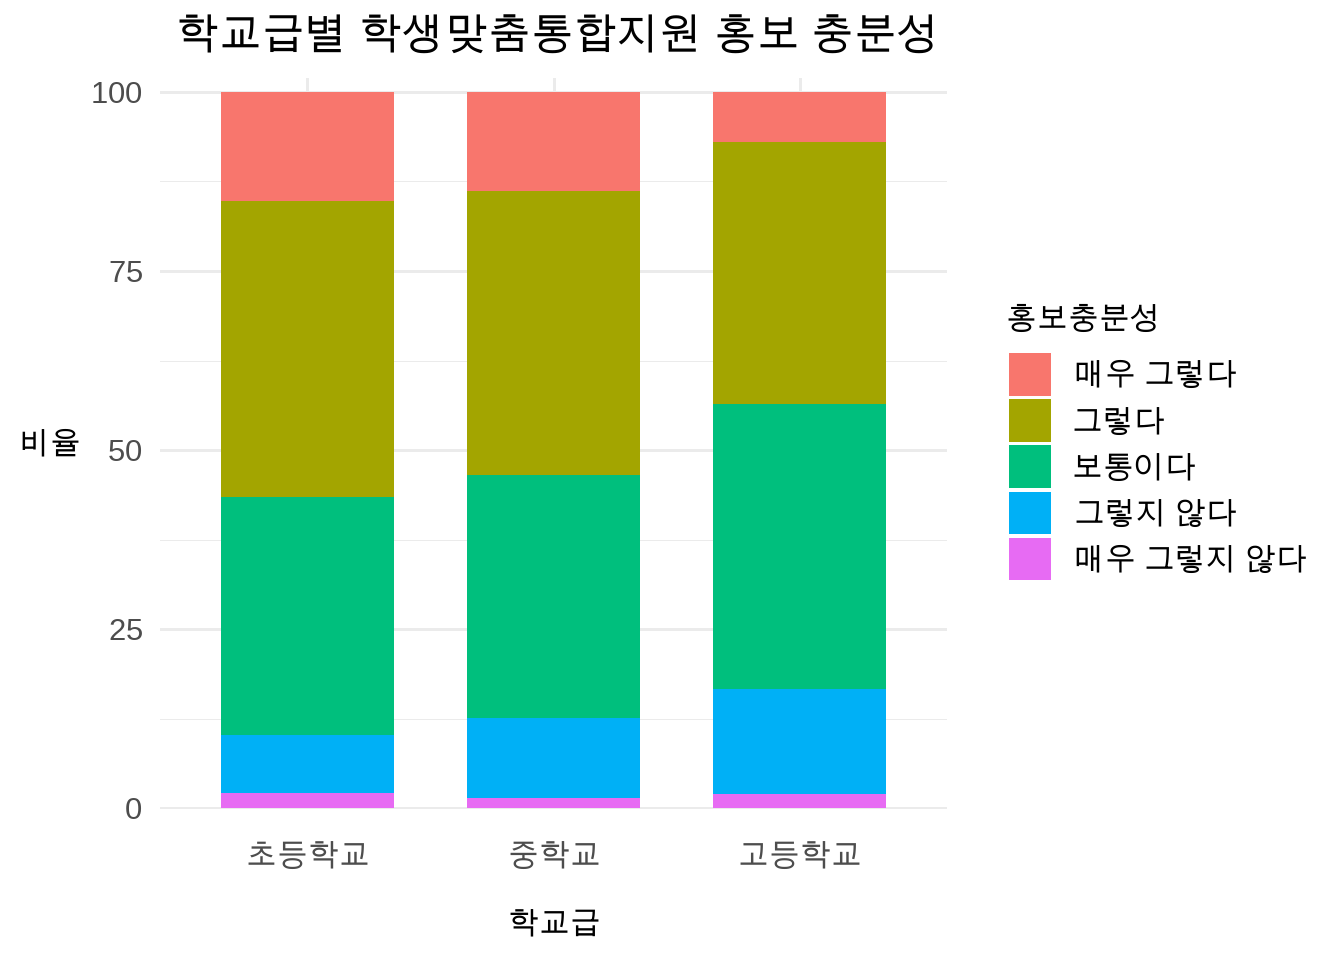 학교급별 학생맞춤통합지원 홍보 충분성
100
75
50
25
0
비율
초등학교 중학교 고등학교
학교급
홍보충분성
매우 그렇다
그렇다
보통이다
그렇지 않다
매우 그렇지 않다